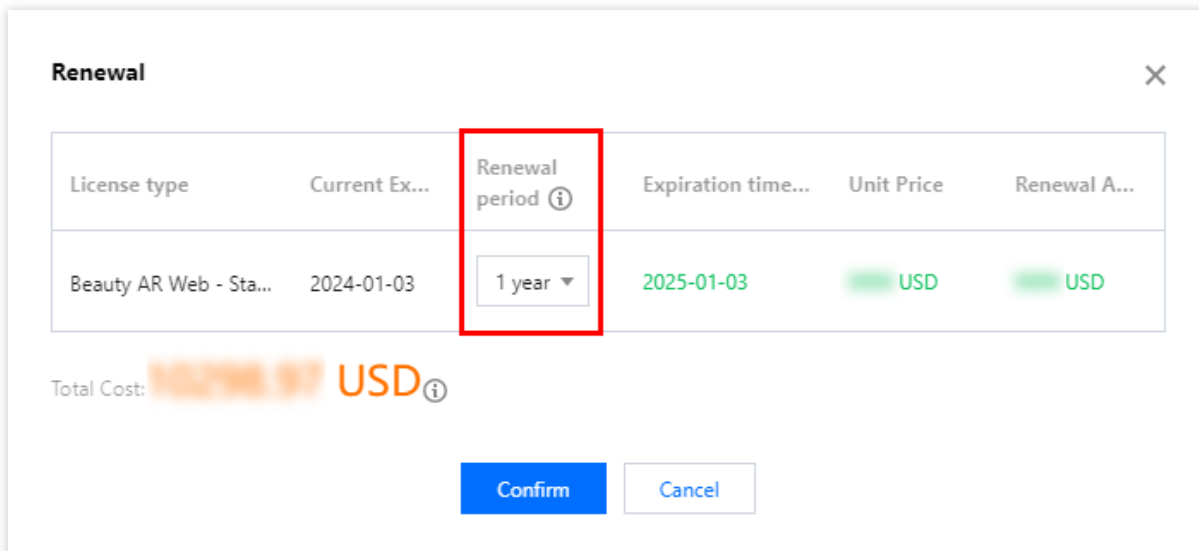 Renewal
License type
Current Ex...
Renewal
period
Expiration time...
Unit Price
Renewal A...
Beauty AR Web - Sta...
2024-01-03
1 year
2025-01-03
USD
USD
Total Cost: USD
Confirm
Cancel